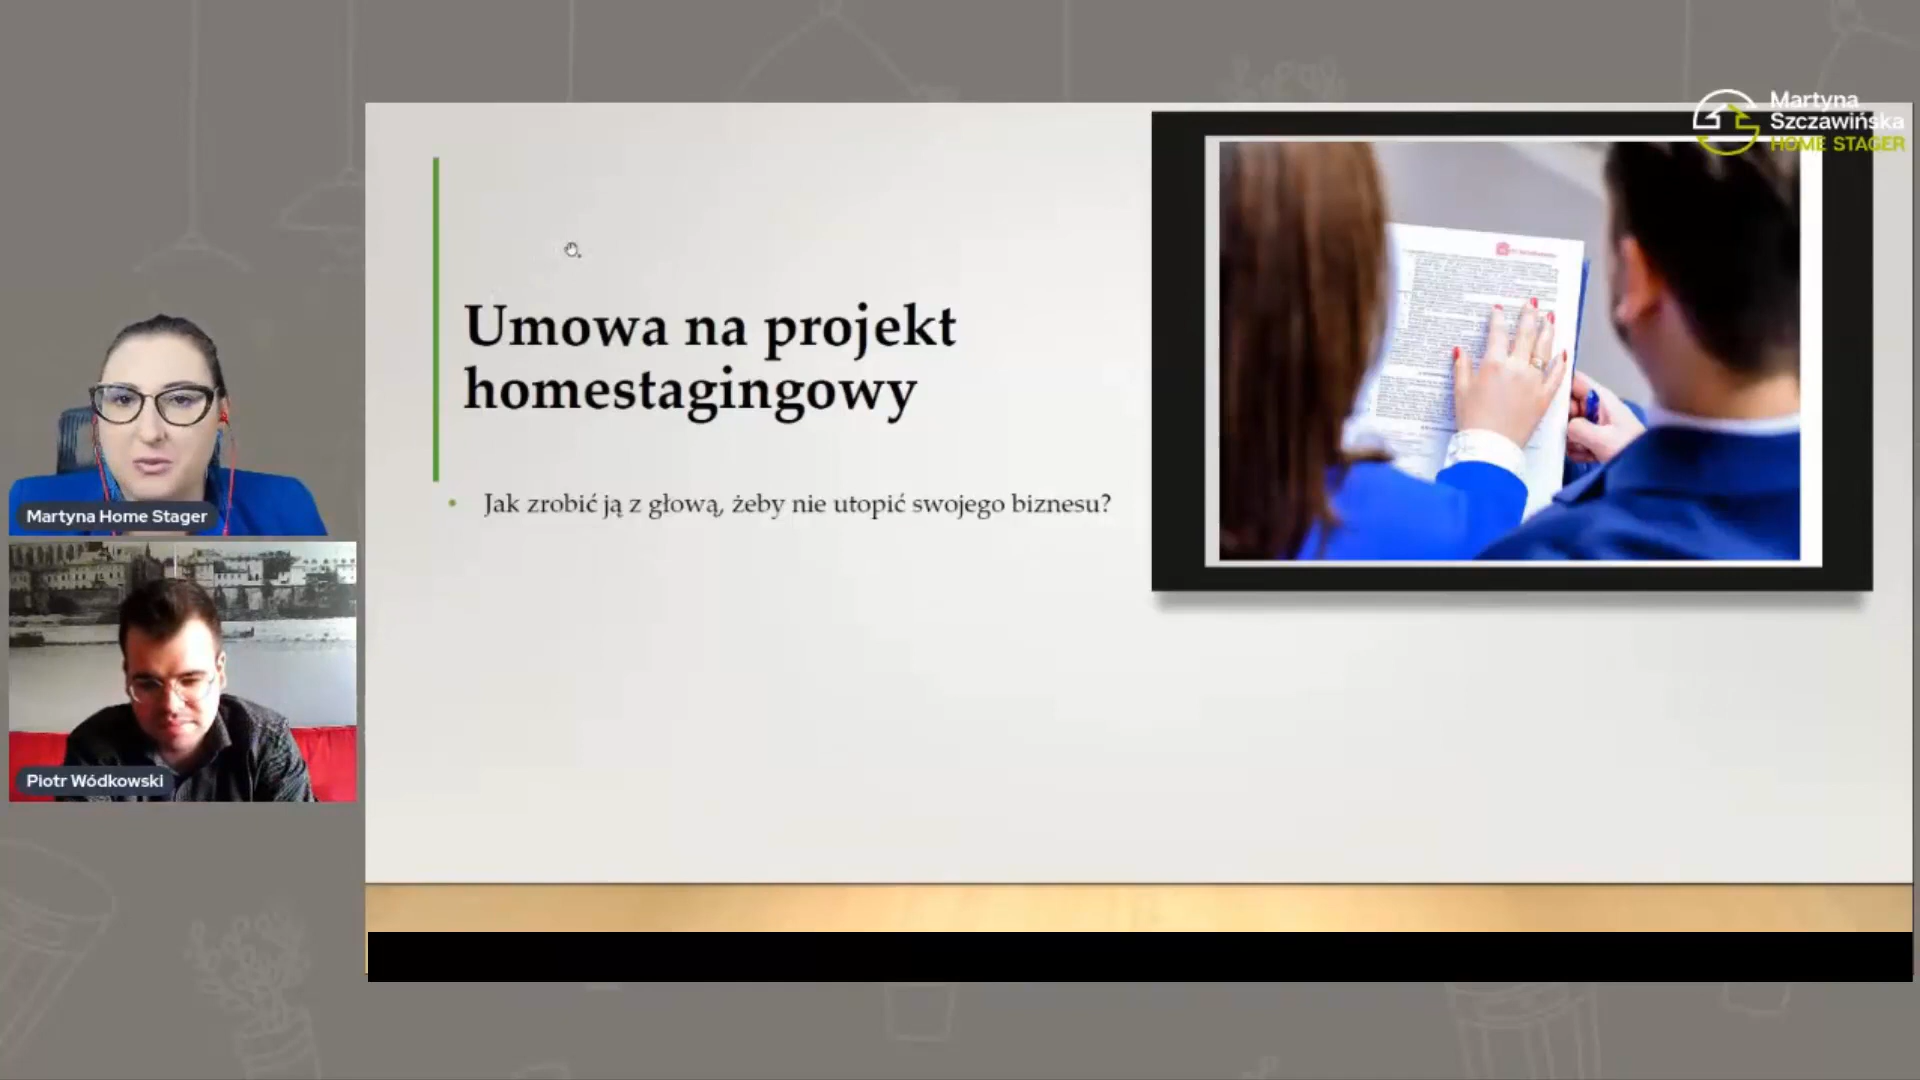 Martyna
Szczawińska
HOME STAGER
Umowa na projekt
homestagingowy
• Jak zrobić ją z głową, żeby nie utopić swojego biznesu?
Martyna Home Stager
Piotr Wódkowski